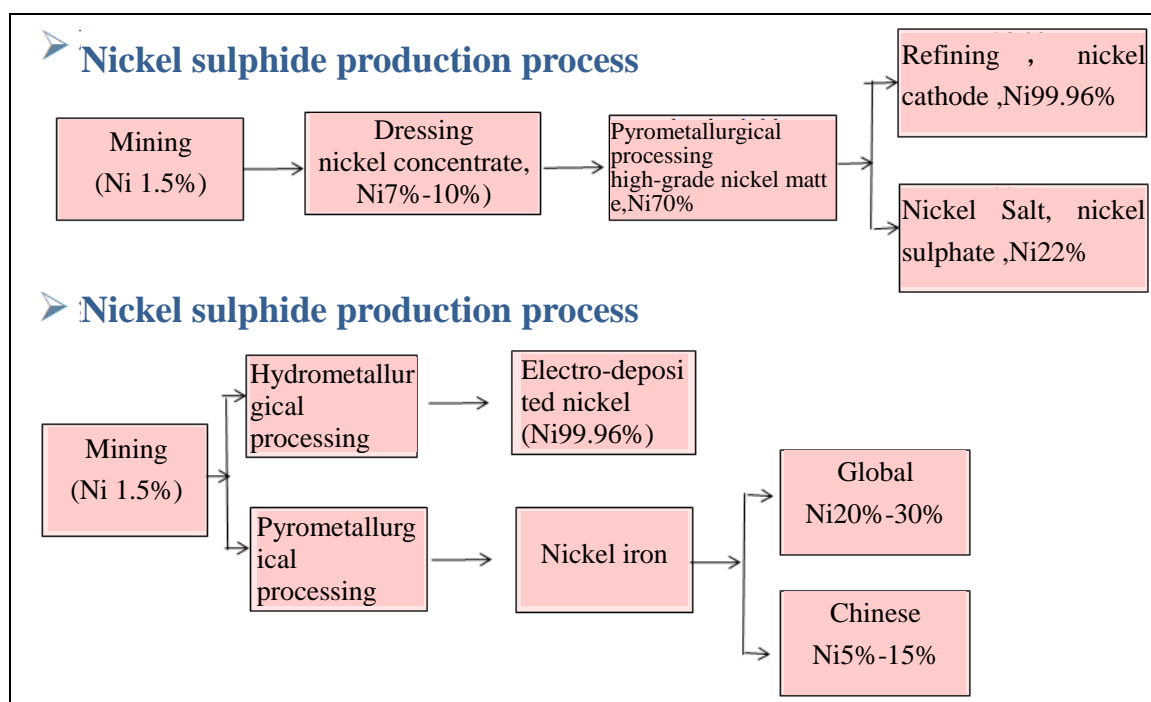 Nickel sulphide production process
Mining
(Ni 1.5%)
Dressing
nickel concentrate,
Ni7%-10%)
Pyrometallurgical
processing
high-grade nickel matt
e,Ni70%
Refining , nickel
cathode ,Ni99.96%
Nickel Salt, nickel
sulphate ,Ni22%
Nickel sulphide production process
Mining
(Ni 1.5%)
Hydrometallur
gical
processing
Electro-deposi
ted nickel
(Ni99.96%)
Pyrometallurg
ical
processing
Nickel iron
Global
Ni20%-30%
Chinese
Ni5%-15%